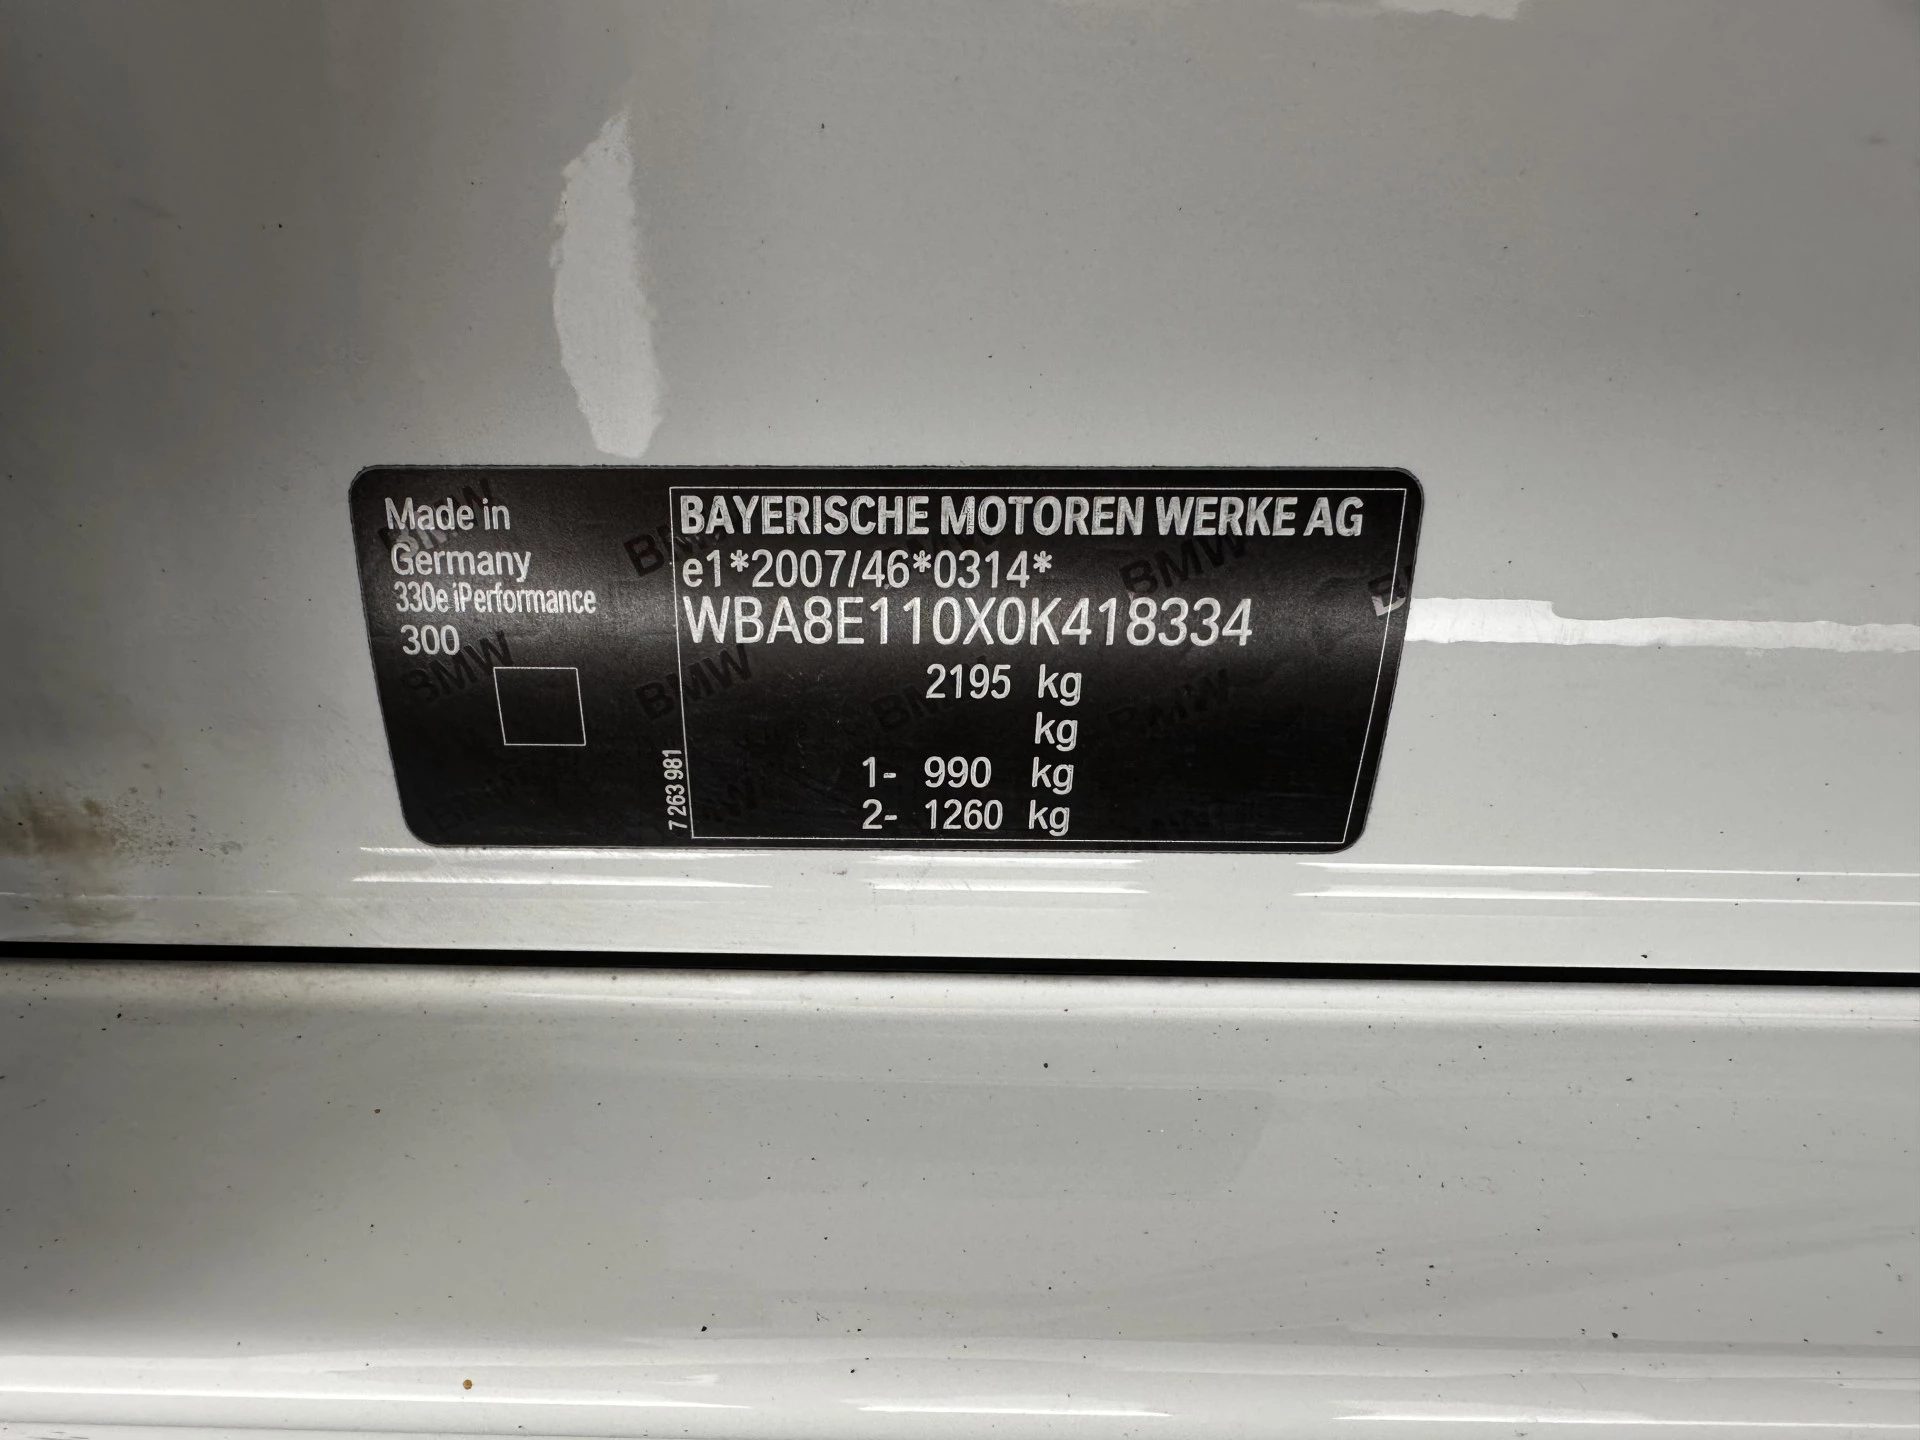 Made in
Germany
330e iPerformance
300
7 263 981
BAYERISCHE MOTOREN WERKE AG
e1*2007/46*0314*
WBA8E110X0K418334
2195 kg
kg
1- 990 kg
2- 1260 kg